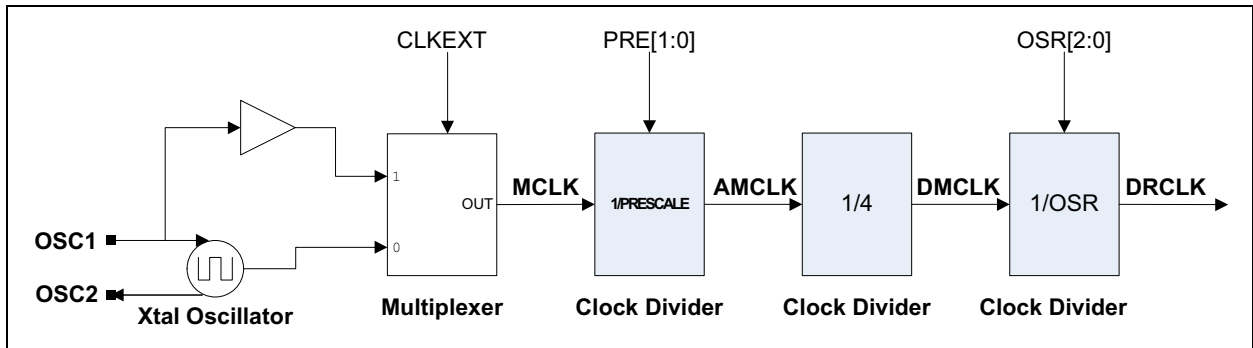 CLKEXT
PRE[1:0]
OSR[2:0]
1
0
OUT
MCLK
1/PRESCALE
AMCLK
1/4
DMCLK
1/OSR
DRCLK
OSC1
OSC2
Xtal Oscillator
Multiplexer
Clock Divider
Clock Divider
Clock Divider